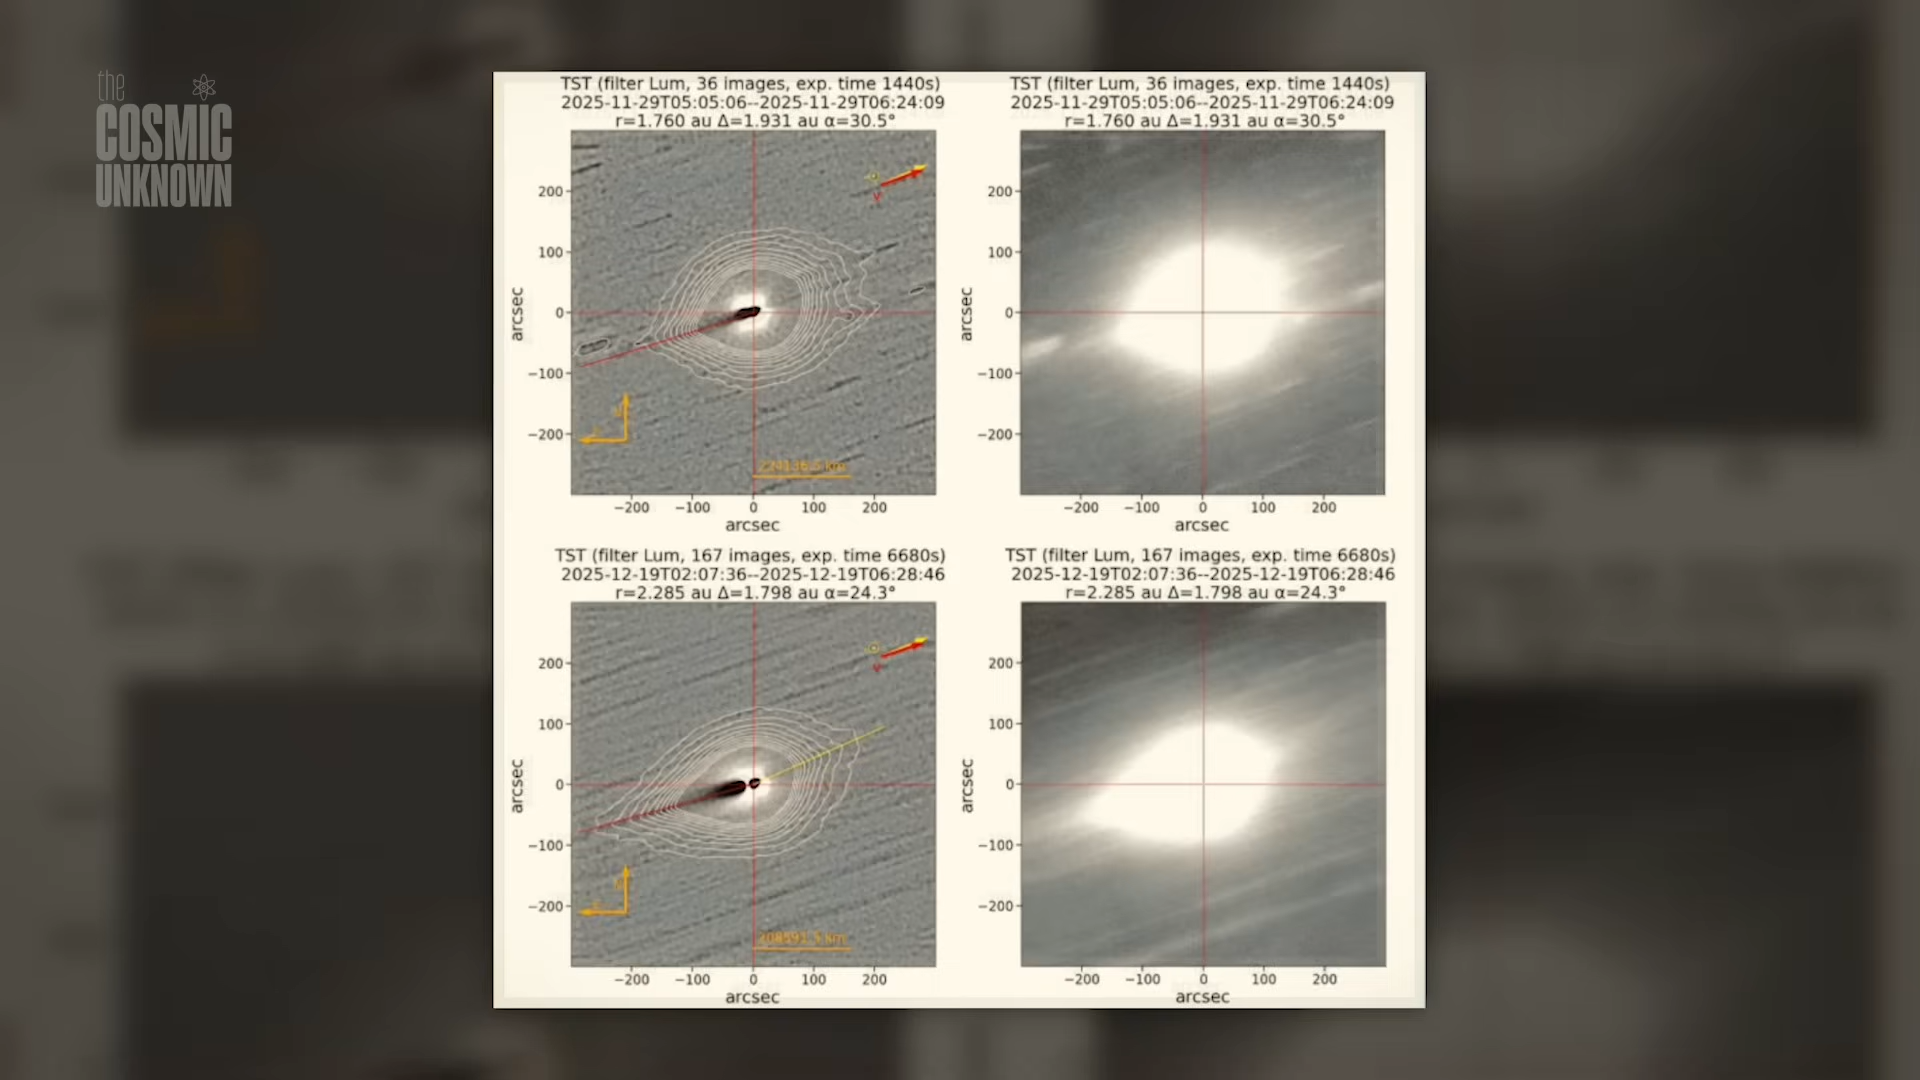 the
COSMIC
UNKNOWN
TST (filter Lum, 36 images, exp. time 1440s)
2025-11-29T05:05:06--2025-11-29T06:24:09
r=1.760 au Δ=1.931 au α=30.5°
arcsec
200
100
0
−100
−200
−200 −100 0 100 200
arcsec
TST (filter Lum, 36 images, exp. time 1440s)
2025-11-29T05:05:06--2025-11-29T06:24:09
r=1.760 au Δ=1.931 au α=30.5°
arcsec
200
100
0
−100
−200
−200 −100 0 100 200
arcsec
TST (filter Lum, 167 images, exp. time 6680s)
2025-12-19T02:07:36--2025-12-19T06:28:46
r=2.285 au Δ=1.798 au α=24.3°
v
arcsec
200
100
0
−100
−200
−200 −100 0 100 200
arcsec
TST (filter Lum, 167 images, exp. time 6680s)
2025-12-19T02:07:36--2025-12-19T06:28:46
r=2.285 au Δ=1.798 au α=24.3°
arcsec
200
100
0
−100
−200
−200 −100 0 100 200
arcsec